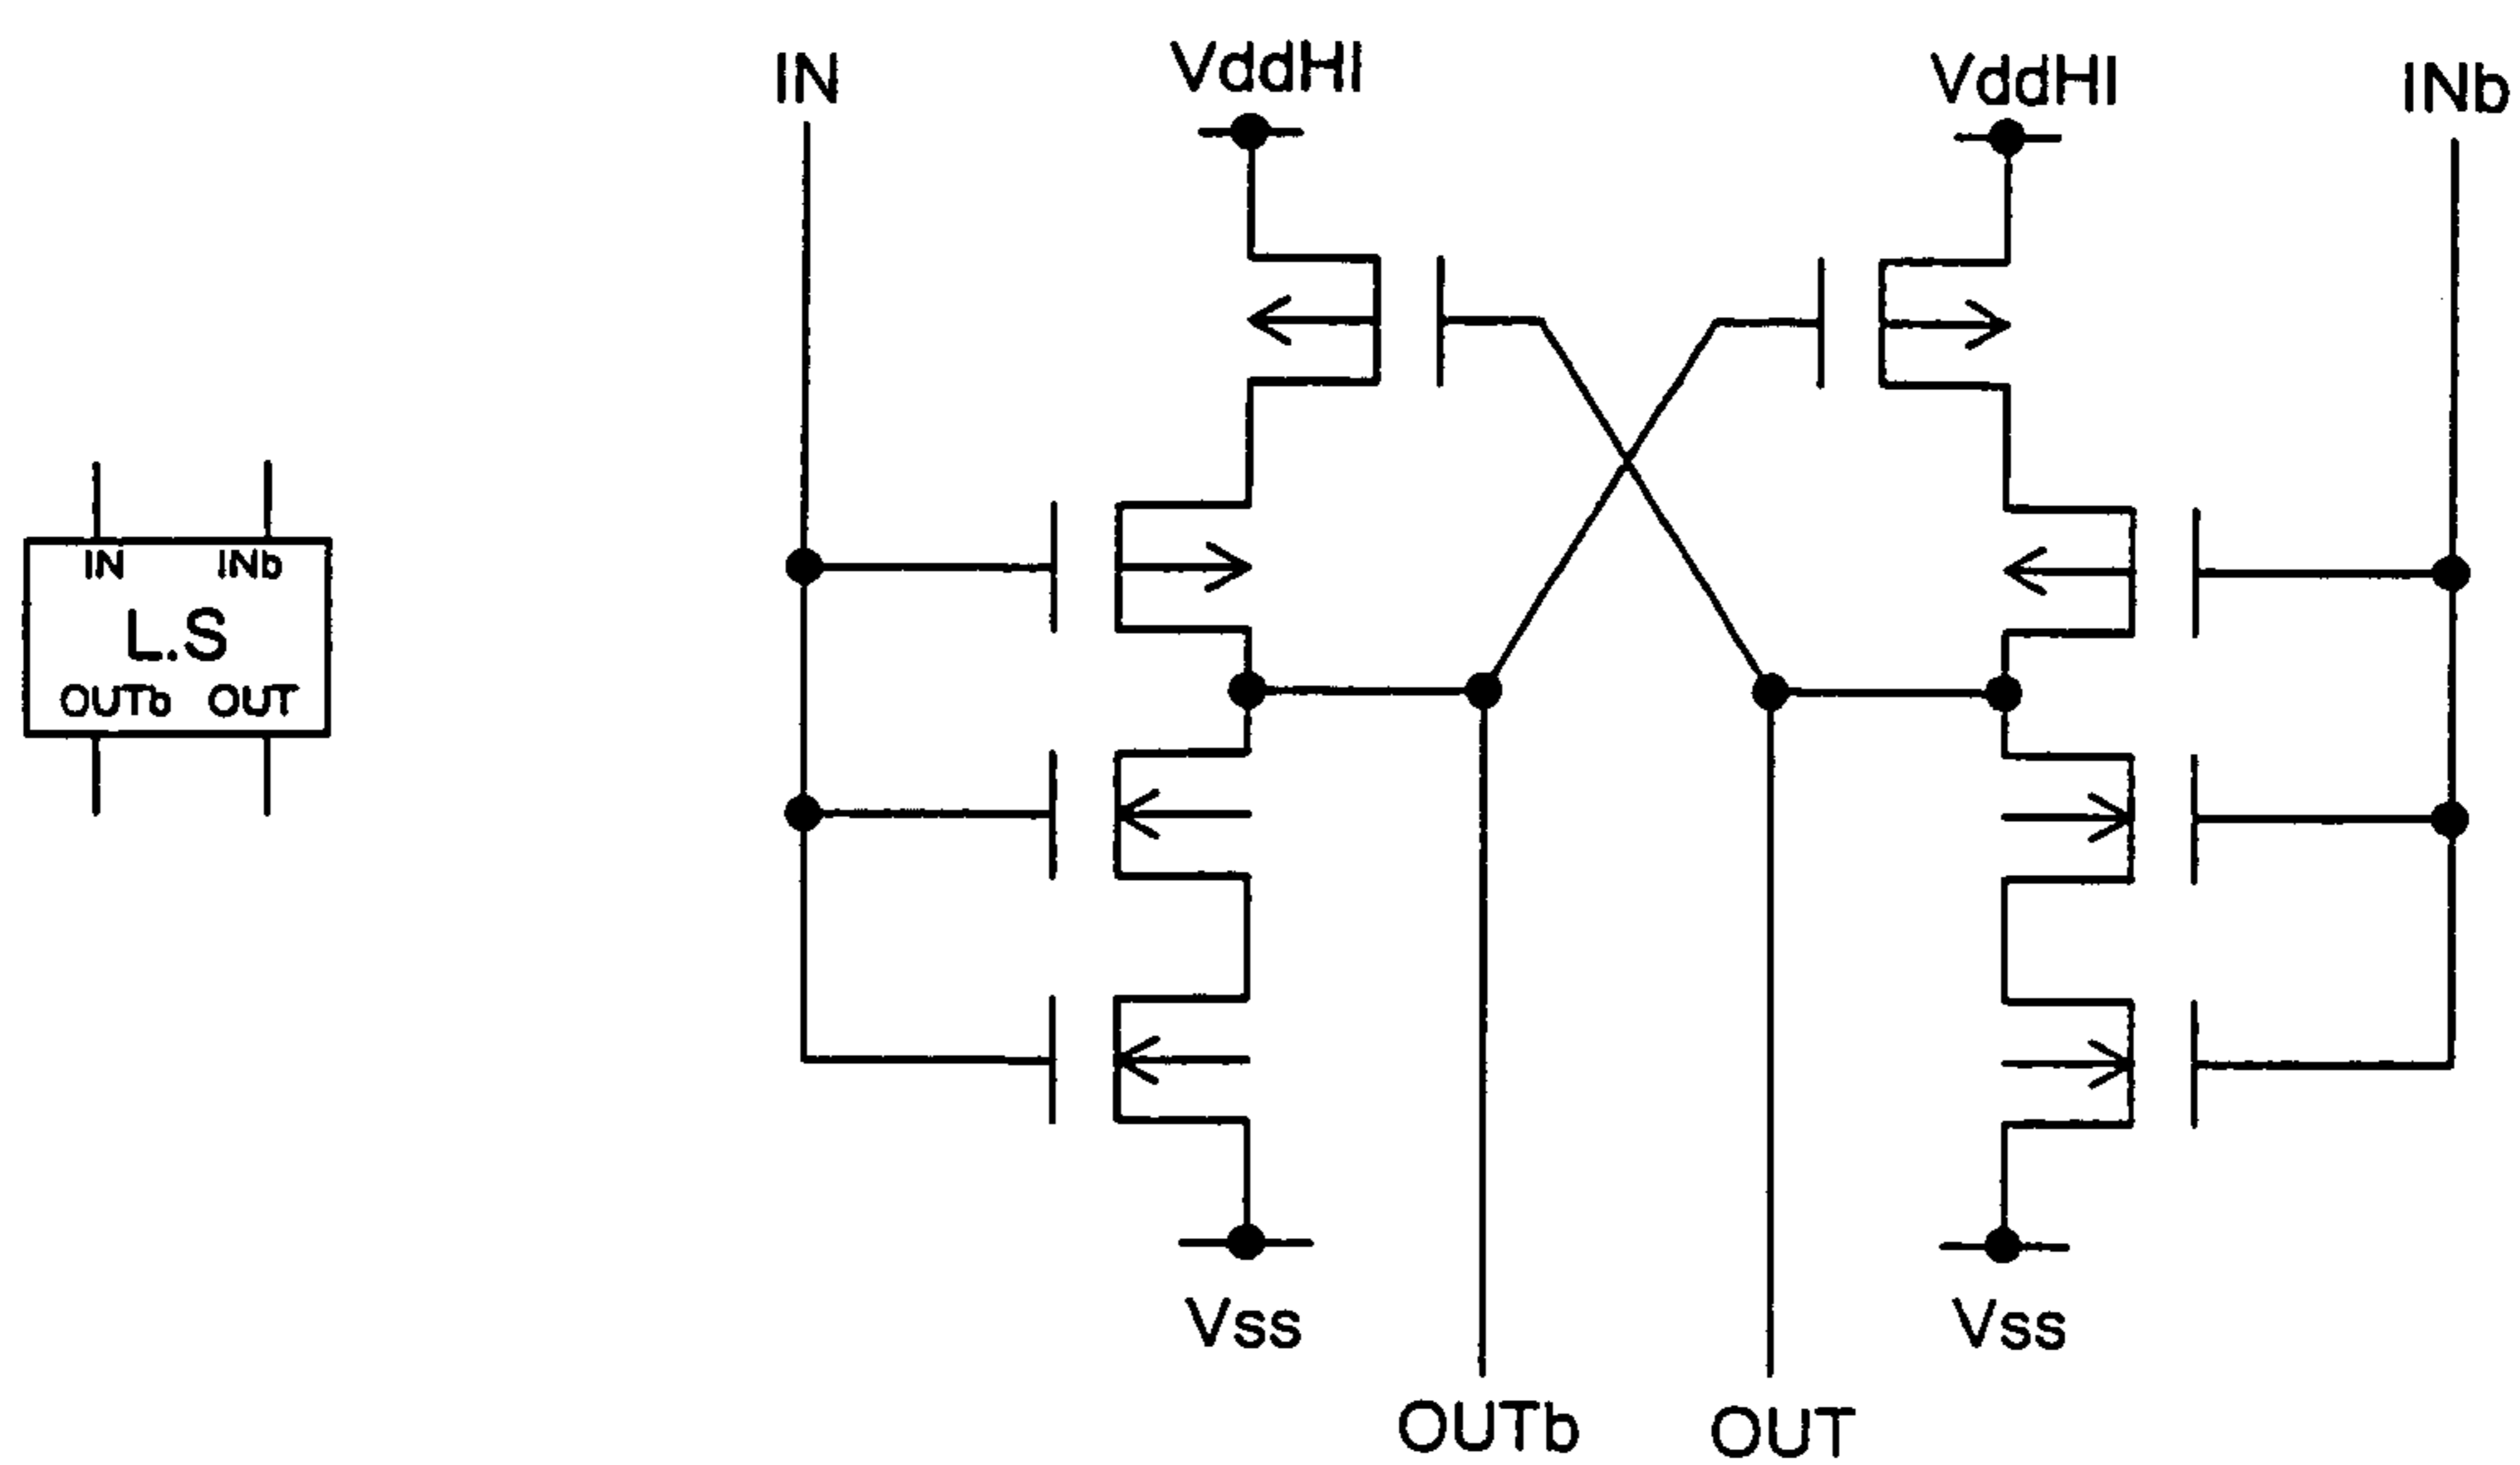 IN
VddHI
VddHI
INb
IN INb
L.S
OUTb OUT
Vss
Vss
OUTb
OUT